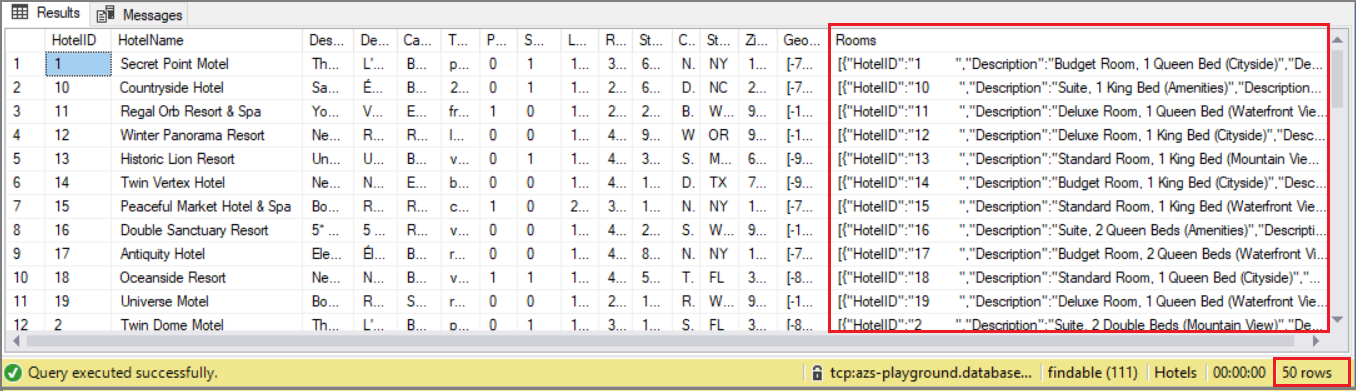 Results Messages
HotelID HotelName Des... De... Ca... T... P... S... L... R... St... C.. St... Zi... Geo... Rooms
1 1 Secret Point Motel Th... L'... B... p... 0 1 1... 3... 6... N. NY 1... [-7... [{"HotelID":"1 ","Description":"Budget Room, 1 Queen Bed (Cityside)","De...
2 10 Countryside Hotel Sa... É... B... 2... 0 1 1... 3... 6... D. NC 2... [-7... [{"HotelID":"10 ","Description":"Suite, 1 King Bed (Amenities)","Description...
3 11 Regal Orb Resort & Spa Yo... V... E... fr... 1 0 1... 2... 2... B. W... 9... [-1... [{"HotelID":"11 ","Description":"Deluxe Room, 1 Queen Bed (Waterfront View...
4 12 Winter Panorama Resort Ne... R... R... I... 0 0 1... 4... 9... W OR 9... [-1... [{"HotelID":"12 ","Description":"Deluxe Room, 1 King Bed (Cityside)","Desc...
5 13 Historic Lion Resort Un... U... B... v... 0 1 1... 4... 3... S. M... 6... [-9... [{"HotelID":"13 ","Description":"Standard Room, 1 King Bed (Mountain Vie...
6 14 Twin Vertex Hotel Ne... N... E... b... 0 1 1... 4... 1... D. TX 7... [-9... [{"HotelID":"14 ","Description":"Budget Room, 1 King Bed (Cityside)","Desc...
7 15 Peaceful Market Hotel & Spa Bo... R... R... c... 1 0 2... 3... 1... N. NY 1... [-7... [{"HotelID":"15 ","Description":"Standard Room, 1 King Bed (Waterfront Vie...
8 16 Double Sanctuary Resort 5* ... 5 ... R... v... 0 0 1... 4... 2... S. W... 9... [-1... [{"HotelID":"16 ","Description":"Suite, 2 Queen Beds (Amenities)","Descripti...
9 17 Antiquity Hotel Ele... Él... B... v... 0 0 1... 4... 8... N. NY 1... [-7... [{"HotelID":"17 ","Description":"Budget Room, 2 Queen Beds (Waterfront Vi...
10 18 Oceanside Resort De... N... B... v... 1 1 1... 4... 5... T. FL 3... [-8... [{"HotelID":"18 ","Description":"Standard Room, 1 Queen Bed (Cityside)","...
11 19 Universe Motel Bo... R... S... r... 0 0 1... 2... 1... R. W... 9... [-1... [{"HotelID":"19 ","Description":"Deluxe Room, 1 Queen Bed (Waterfront Vie...
12 2 Twin Dome Motel Th... L'... B... p... 0 1 1... 3... 1... S. FL 3... [-8... [{"HotelID":"2 ","Description":"Suite, 2 Double Beds (Mountain View)","De...
Query executed successfully. tcp:azs-playground.database... findable (111) Hotels 00:00:00 50 rows